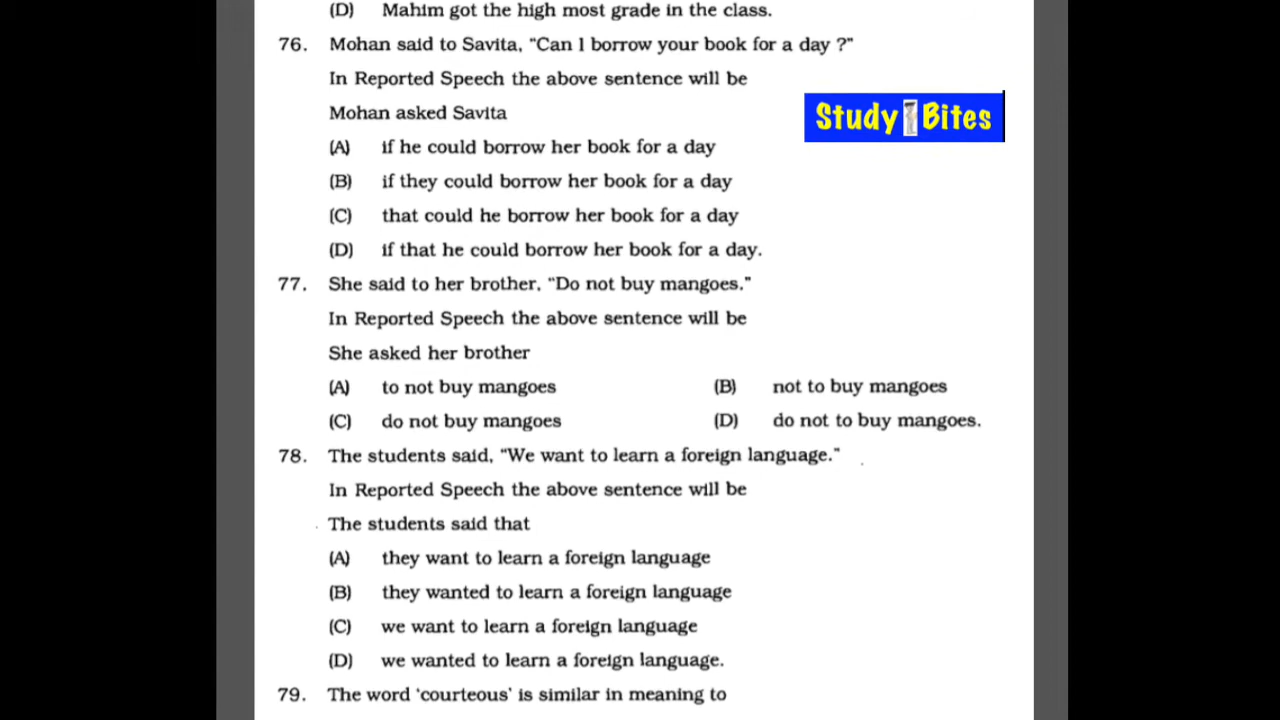 (D) Mahim got the high most grade in the class.
76. Mohan said to Savita, "Can I borrow your book for a day ?"
In Reported Speech the above sentence will be
Mohan asked Savita
Study Bites
(A) if he could borrow her book for a day
(B) if they could borrow her book for a day
(C) that could he borrow her book for a day
(D) if that he could borrow her book for a day.
77. She said to her brother, "Do not buy mangoes."
In Reported Speech the above sentence will be
She asked her brother
(A) to not buy mangoes (B) not to buy mangoes
(C) do not buy mangoes (D) do not to buy mangoes.
78. The students said, "We want to learn a foreign language."
In Reported Speech the above sentence will be
The students said that
(A) they want to learn a foreign language
(B) they wanted to learn a foreign language
(C) we want to learn a foreign language
(D) we wanted to learn a foreign language.
79. The word 'courteous' is similar in meaning to